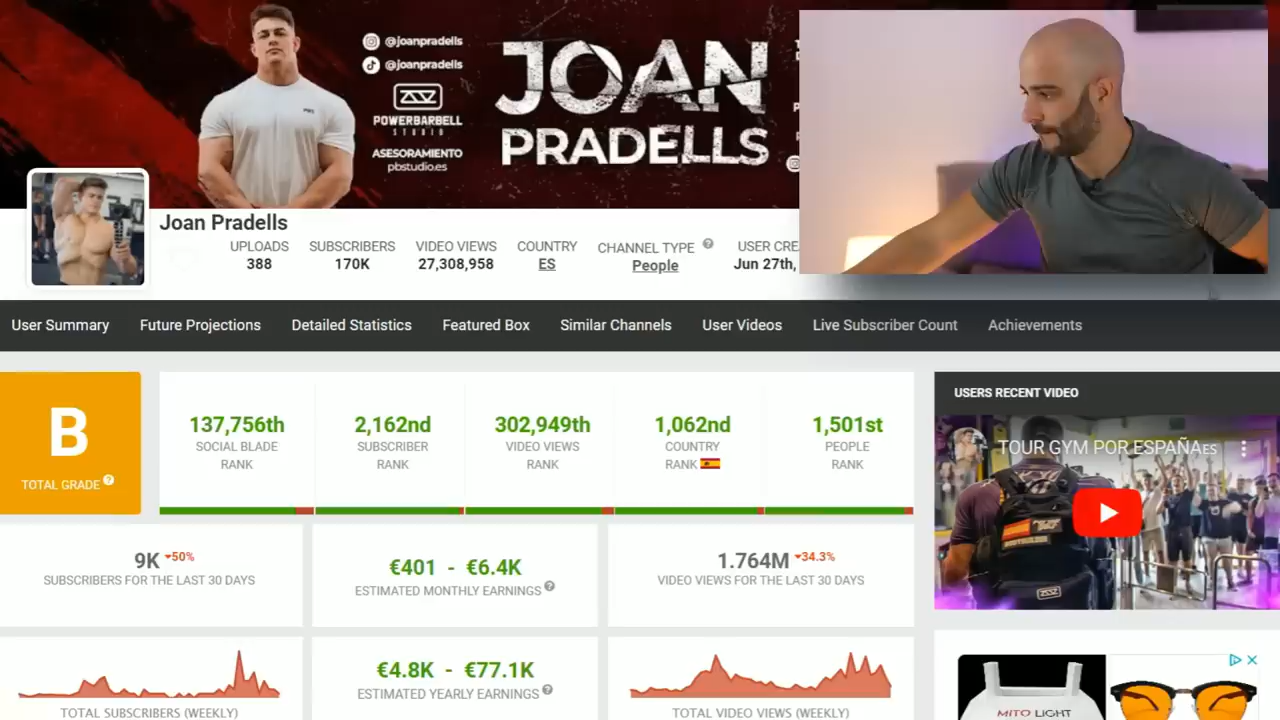 @joanpradells
@joanpradells
POWERBARBELL
STUDIO
ASESORAMIENTO
pbstudio.es
JOAN
PRADELLS
Joan Pradells
UPLOADS
388
SUBSCRIBERS
170K
VIDEO VIEWS
27,308,958
COUNTRY
ES
CHANNEL TYPE
People
USER CRE
Jun 27th,
User Summary
Future Projections
Detailed Statistics
Featured Box
Similar Channels
User Videos
Live Subscriber Count
Achievements
B
TOTAL GRADE
137,756th
SOCIAL BLADE
RANK
2,162nd
SUBSCRIBER
RANK
302,949th
VIDEO VIEWS
RANK
1,062nd
COUNTRY
RANK
1,501st
PEOPLE
RANK
USERS RECENT VIDEO
TOUR GYM POR ESPAÑA ES
9K 50%
SUBSCRIBERS FOR THE LAST 30 DAYS
€401 - €6.4K
ESTIMATED MONTHLY EARNINGS
1.764M 34.3%
VIDEO VIEWS FOR THE LAST 30 DAYS
€4.8K - €77.1K
ESTIMATED YEARLY EARNINGS
TOTAL SUBSCRIBERS (WEEKLY)
TOTAL VIDEO VIEWS (WEEKLY)
MITO LIGHT